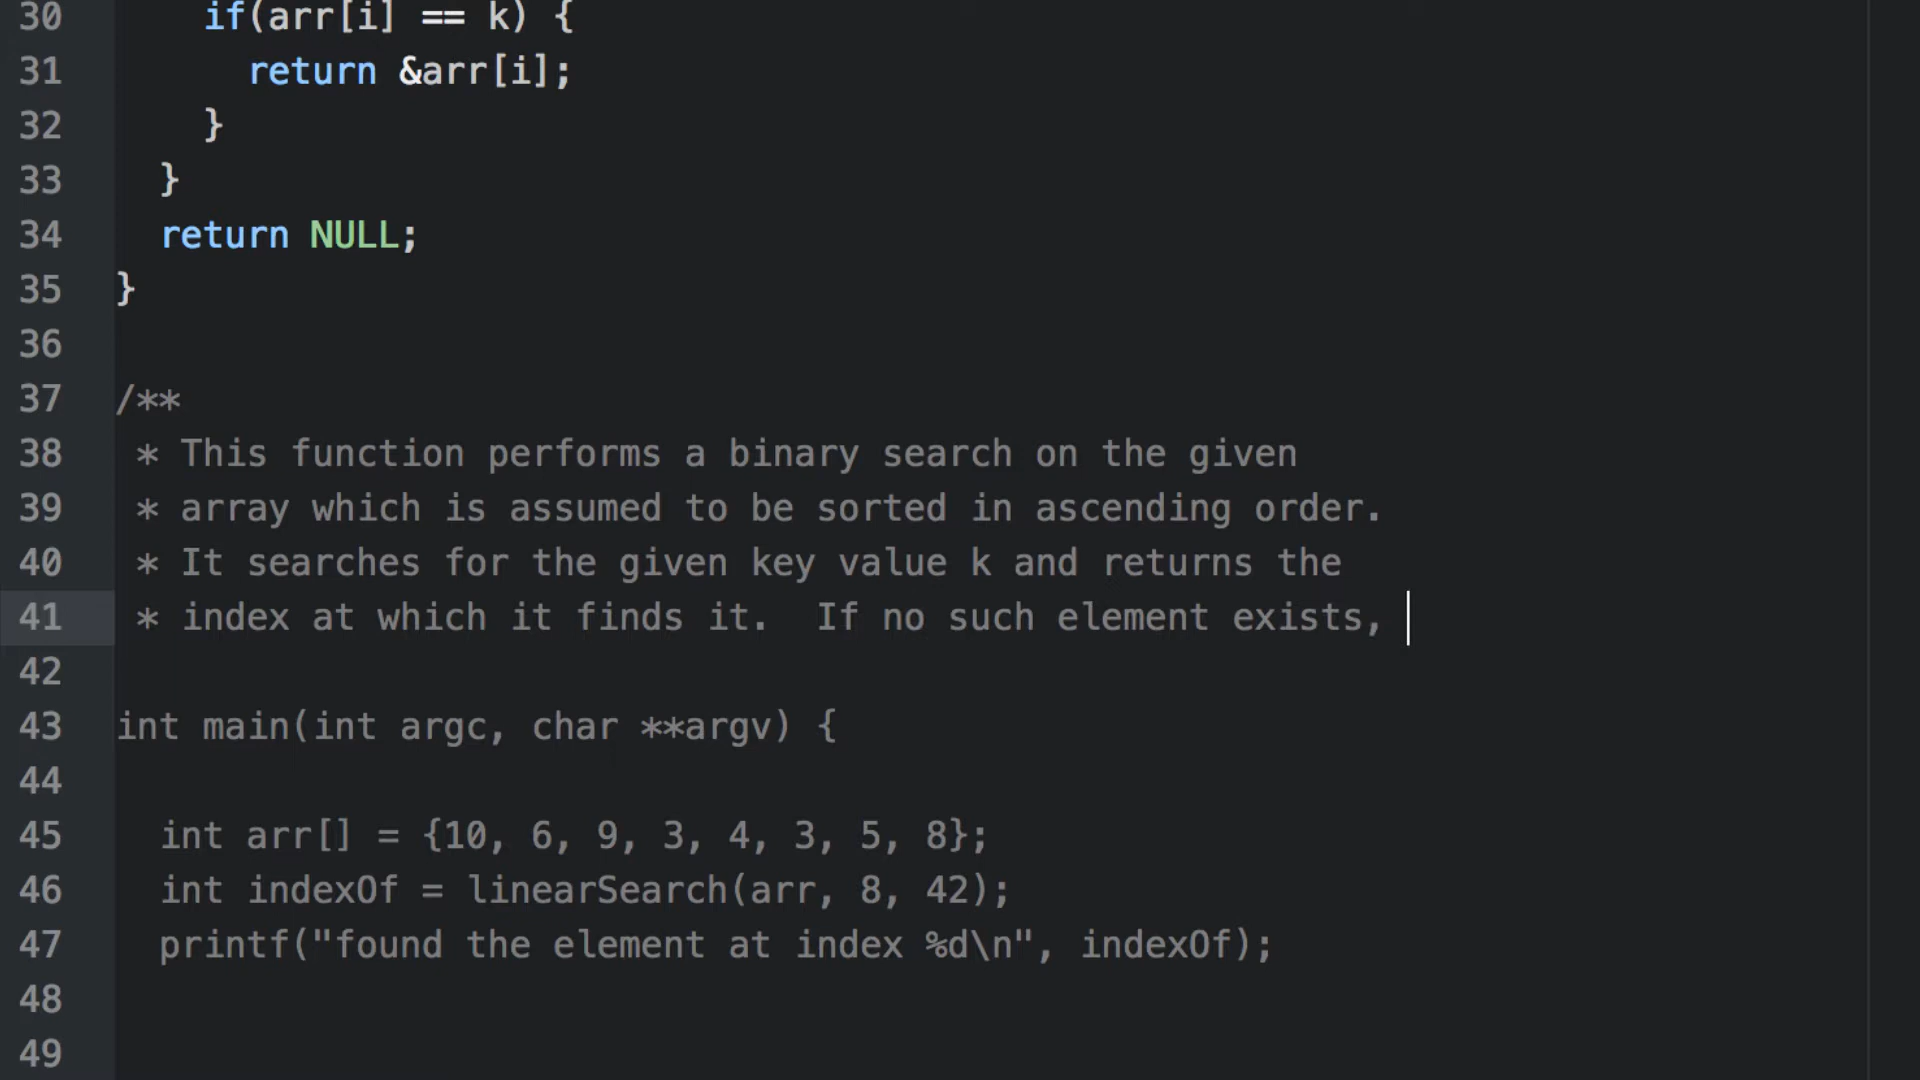 30     if(arr[i] == k) {
31       return &arr[i];
32     }
33   }
34   return NULL;
35 }
36
37 /**
38  * This function performs a binary search on the given
39  * array which is assumed to be sorted in ascending order.
40  * It searches for the given key value k and returns the
41  * index at which it finds it.  If no such element exists,
42
43 int main(int argc, char **argv) {
44
45   int arr[] = {10, 6, 9, 3, 4, 3, 5, 8};
46   int indexOf = linearSearch(arr, 8, 42);
47   printf("found the element at index %d\n", indexOf);
48
49